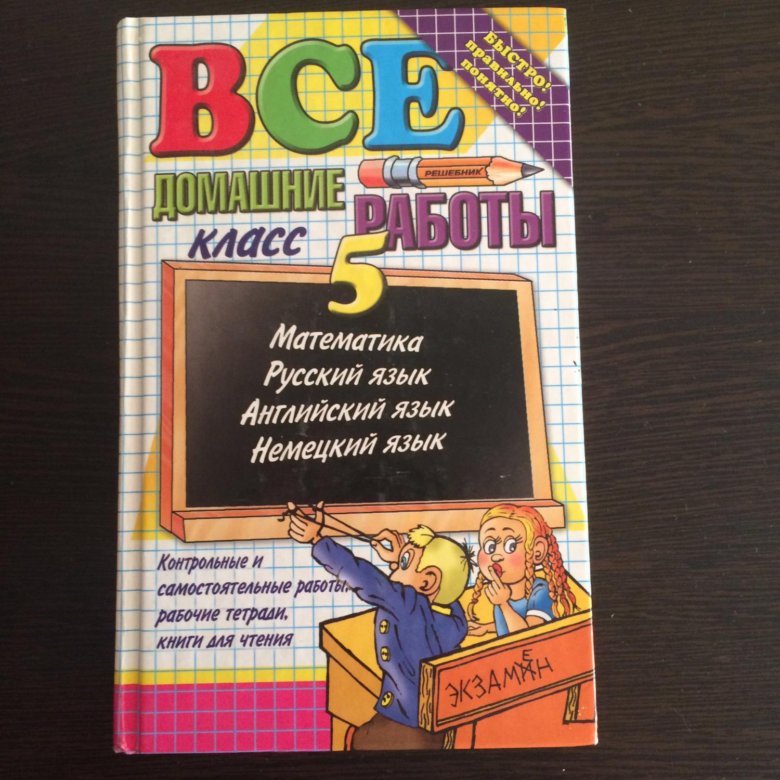 ВСЕ
БЫСТРО!
правильно!
понятно!
ДОМАШНИЕ
РЕШЕБНИК
РАБОТЫ
класс
5
Математика
Русский язык
Английский язык
Немецкий язык
Контрольные и
самостоятельные работы,
рабочие тетради,
книги для чтения
Е
ЭКЗАМИН